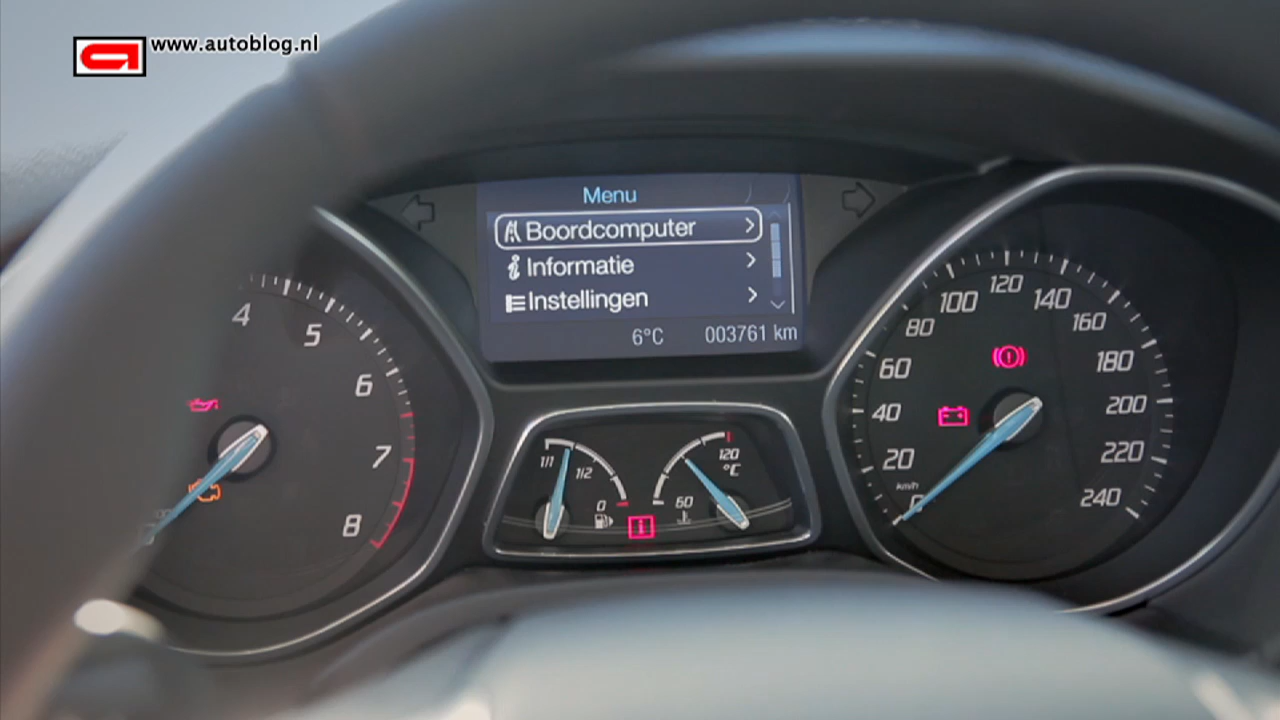 www.autoblog.nl
Menu
Boordcomputer
Informatie
Instellingen
6°C 003761 km
4
5
6
7
8
1/1
1/2
0
60
120
°C
0
20
40
60
80
100
120
140
160
180
200
220
240
km/h